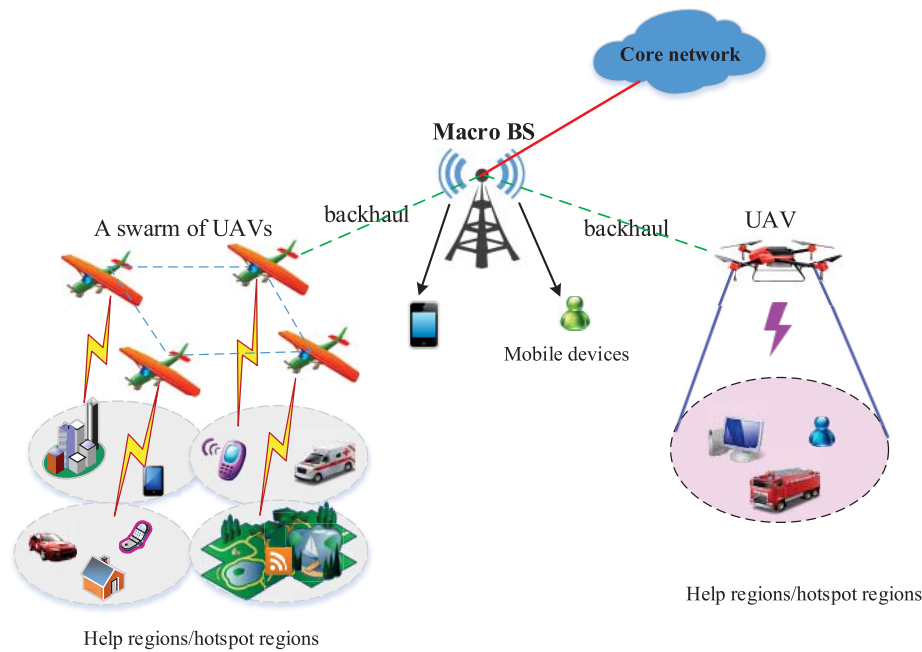 Core network
Macro BS
backhaul
A swarm of UAVs
backhaul
UAV
Mobile devices
Help regions/hotspot regions
Help regions/hotspot regions